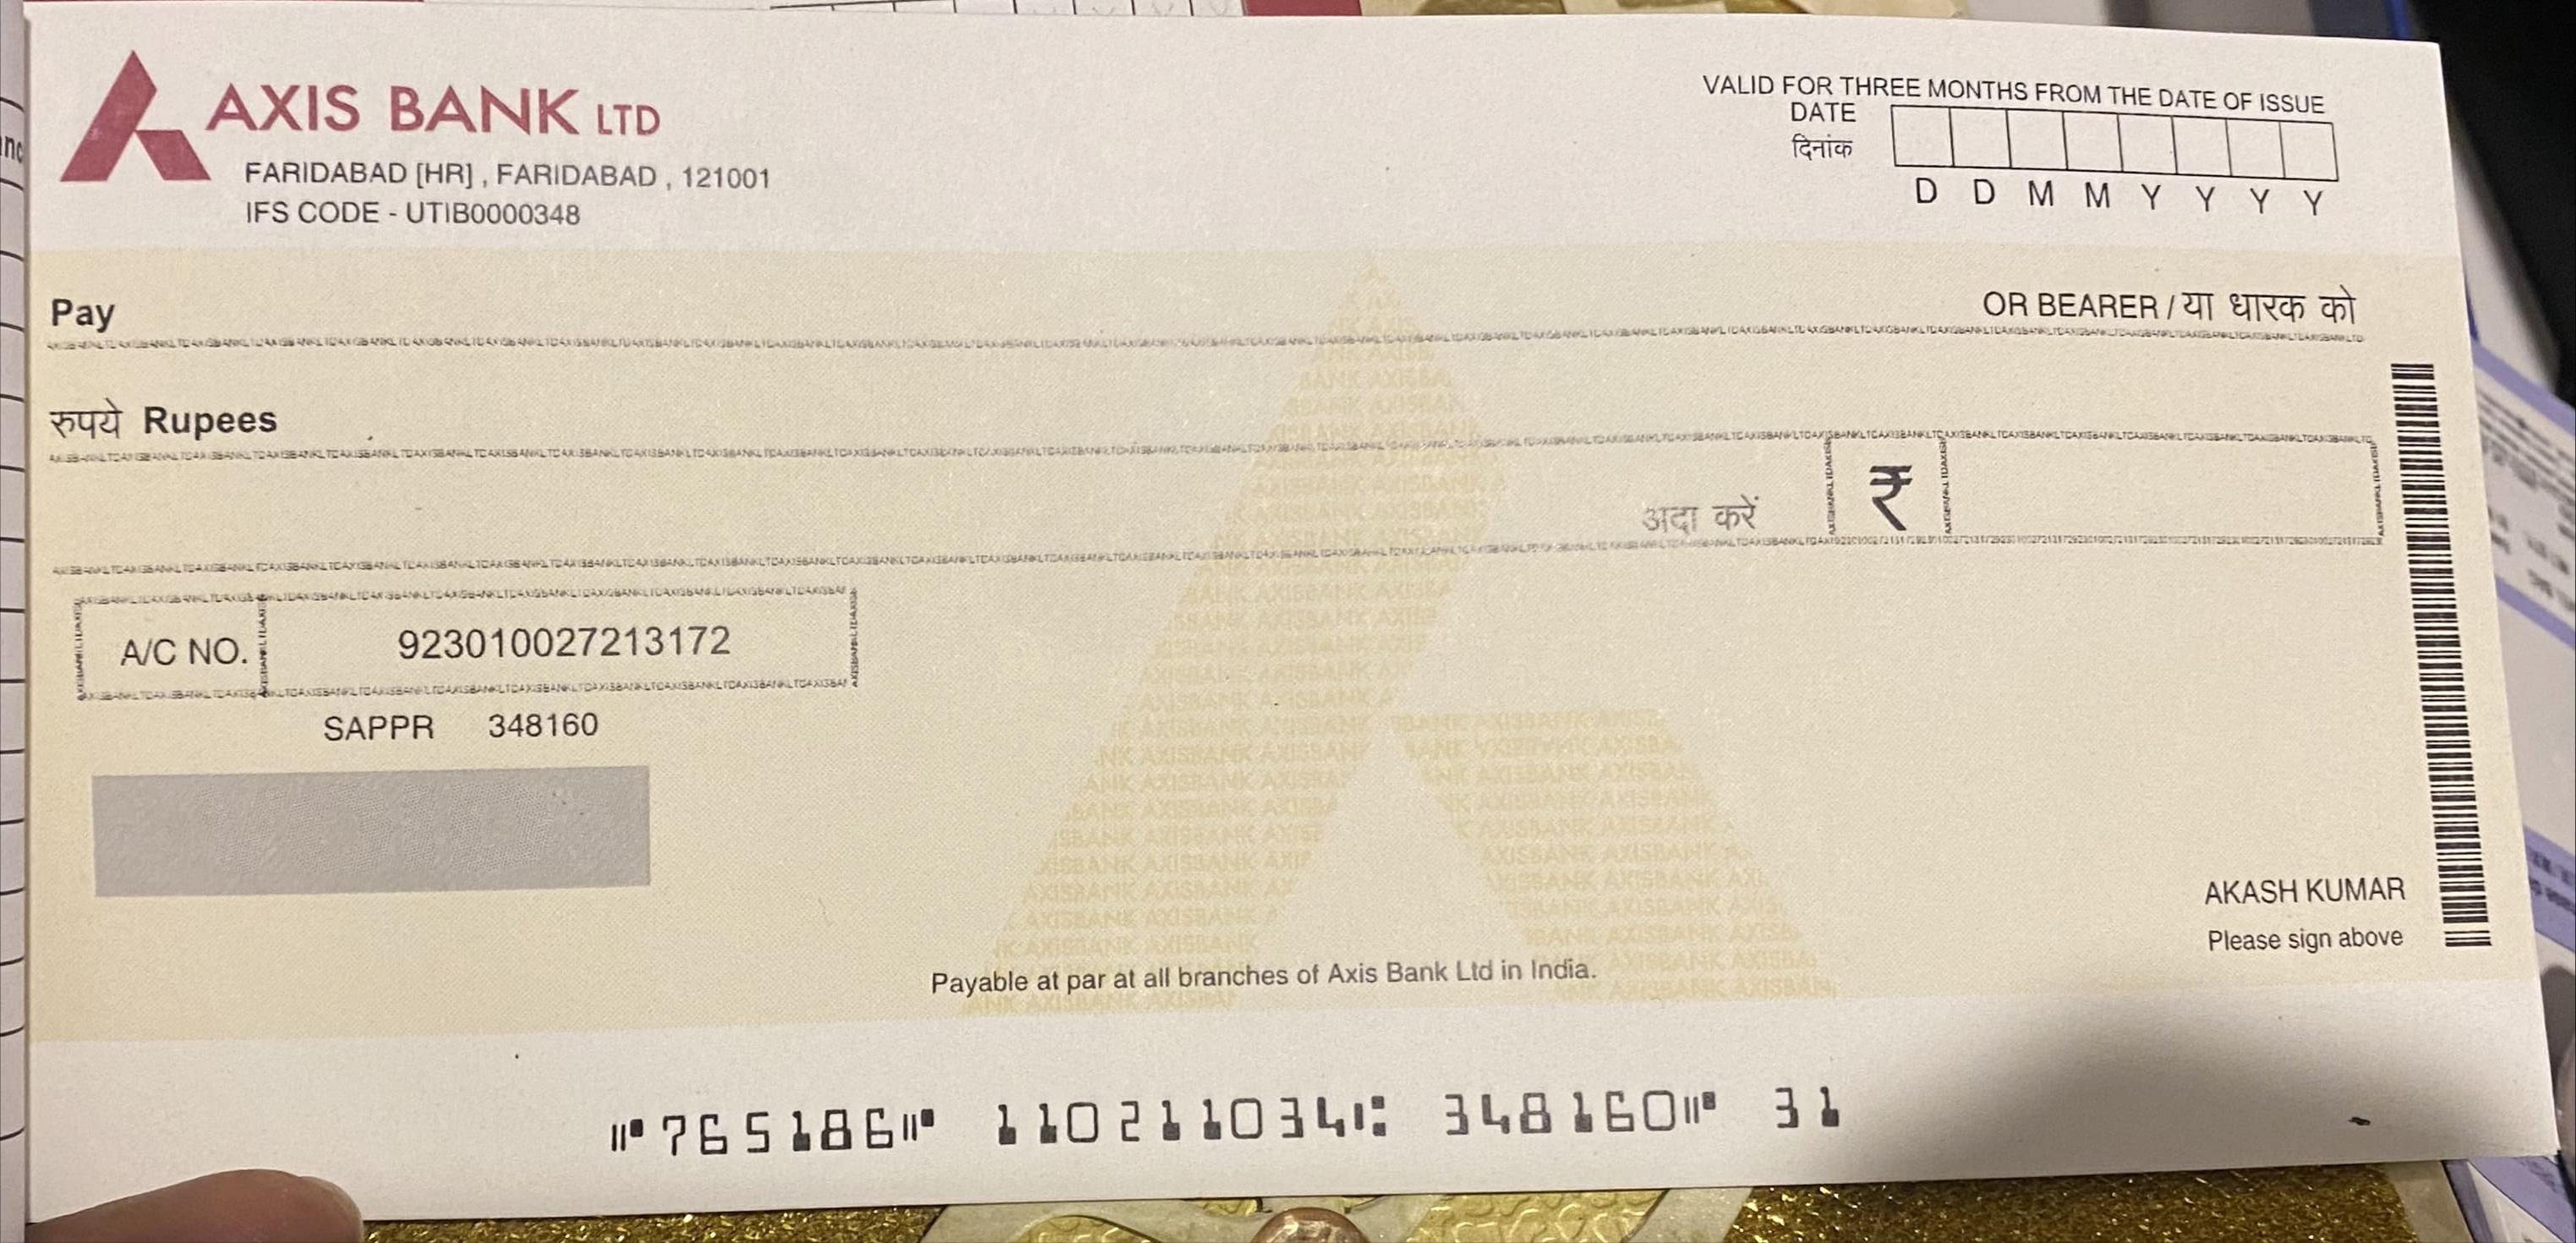 AXIS BANK LTD
FARIDABAD [HR] , FARIDABAD , 121001
IFS CODE - UTIB0000348
VALID FOR THREE MONTHS FROM THE DATE OF ISSUE
DATE
दिनांक
D D M M Y Y Y Y
Pay
OR BEARER / या धारक को
रुपये Rupees
अदा करें
₹
A/C NO. 923010027213172
SAPPR 348160
AKASH KUMAR
Please sign above
Payable at par at all branches of Axis Bank Ltd in India.
⑈765186⑈ 110211034⑆ 348160⑈ 31